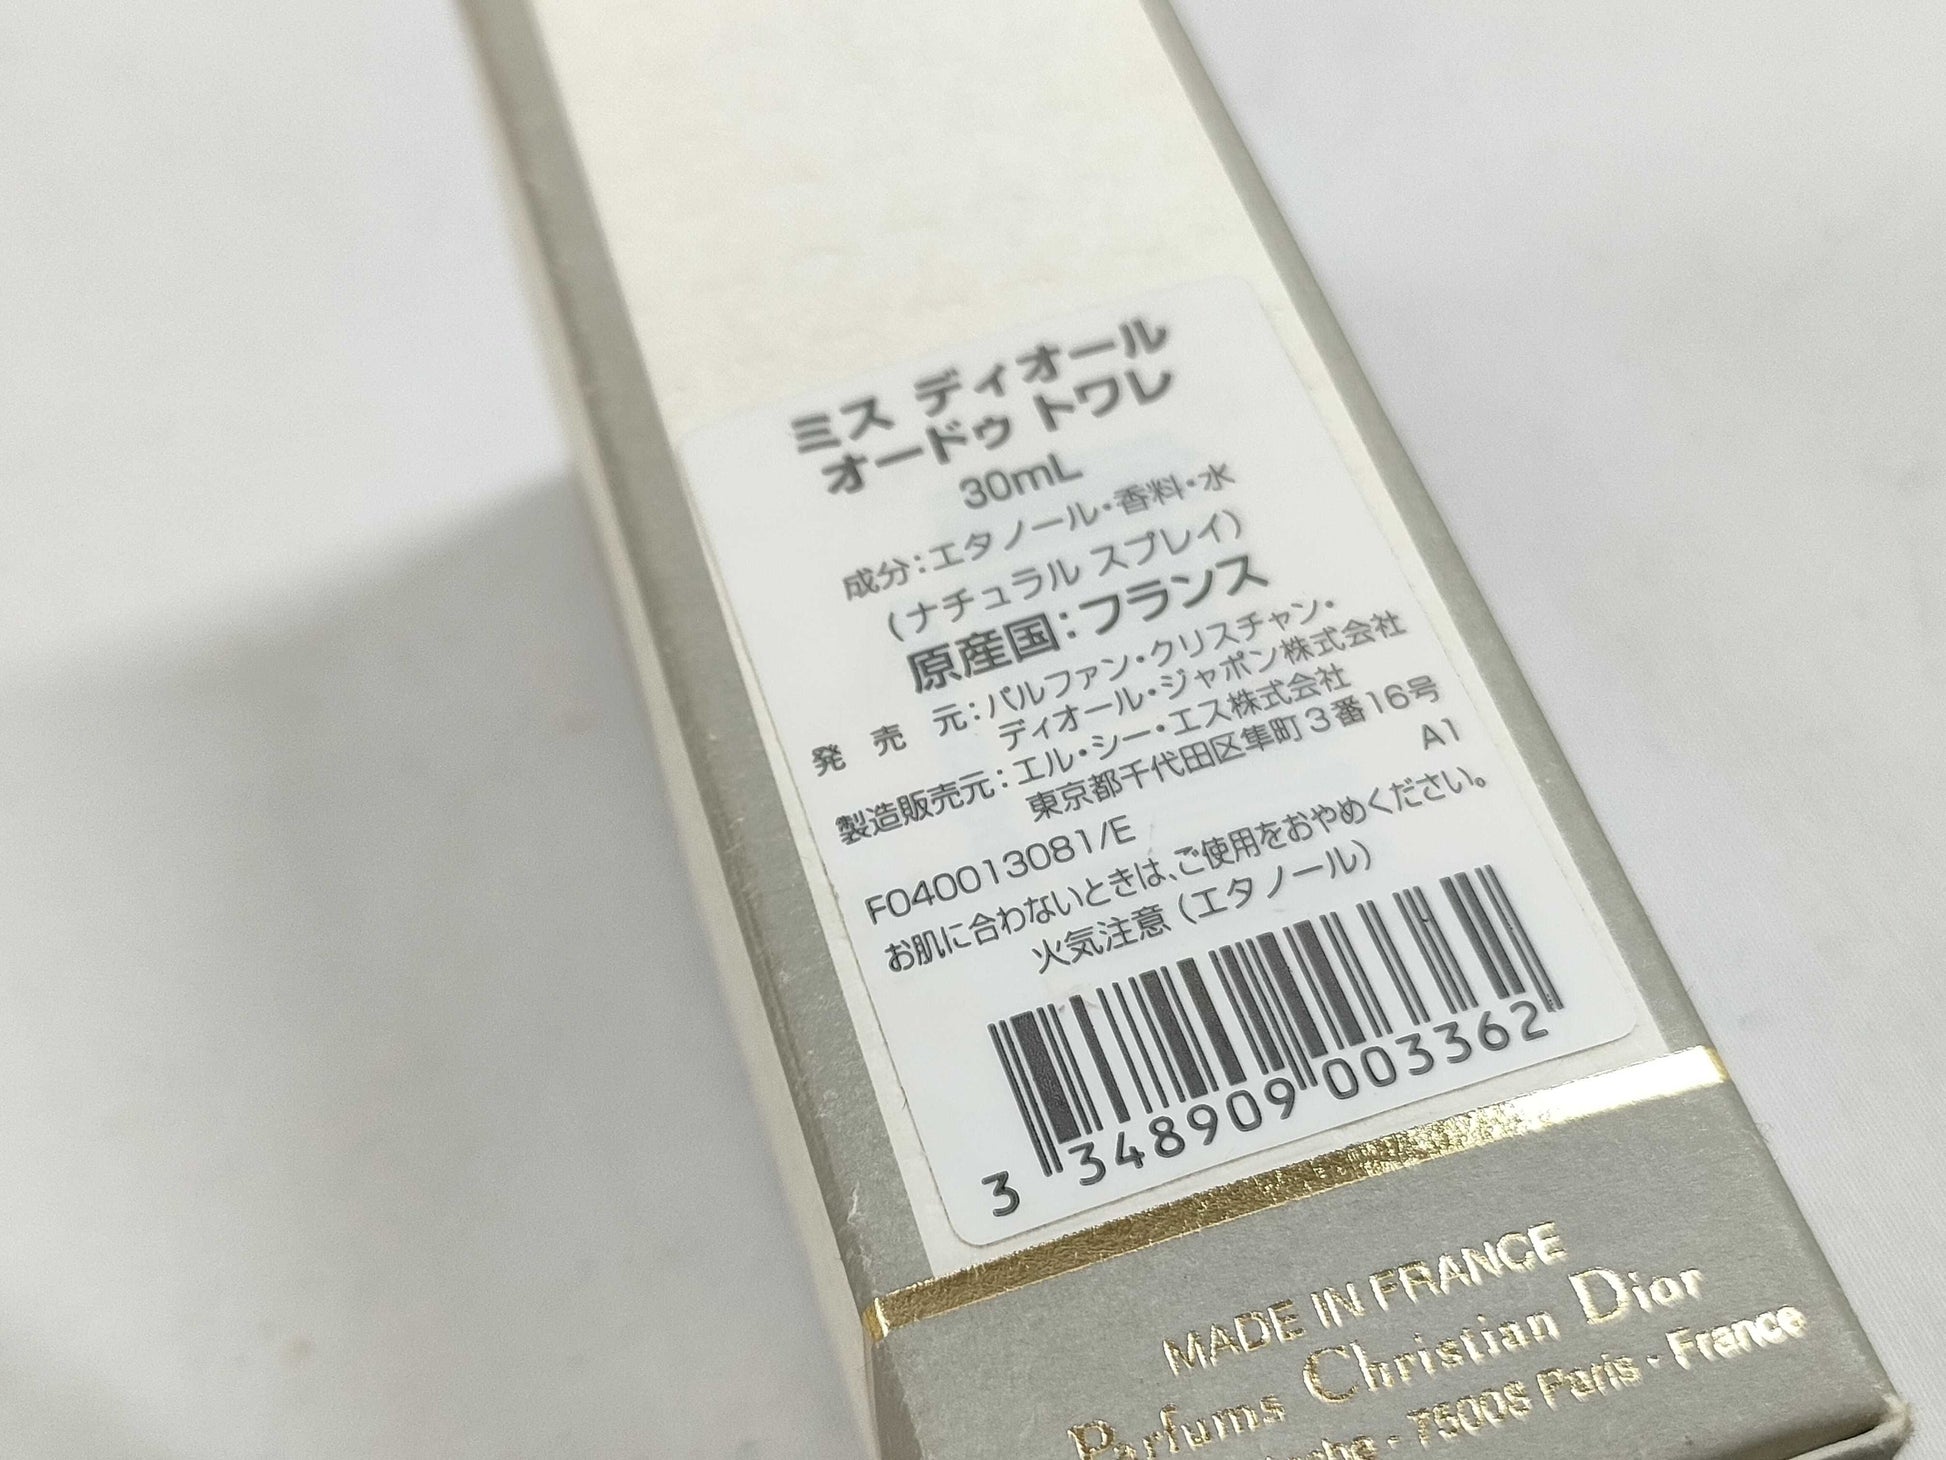 ミス ディオール
オードゥ トワレ
30mL
成分:エタノール・香料・水
(ナチュラル スプレイ)
原産国:フランス
発 売 元:パルファン・クリスチャン・
ディオール・ジャポン株式会社
製造販売元:エル・シー・エス株式会社
東京都千代田区隼町3番16号
A1
F040013081/E
お肌に合わないときは、ご使用をおやめください。
火気注意(エタノール)
3 348909 003362
MADE IN FRANCE
Parfums Christian Dior
- 75008 Paris - France